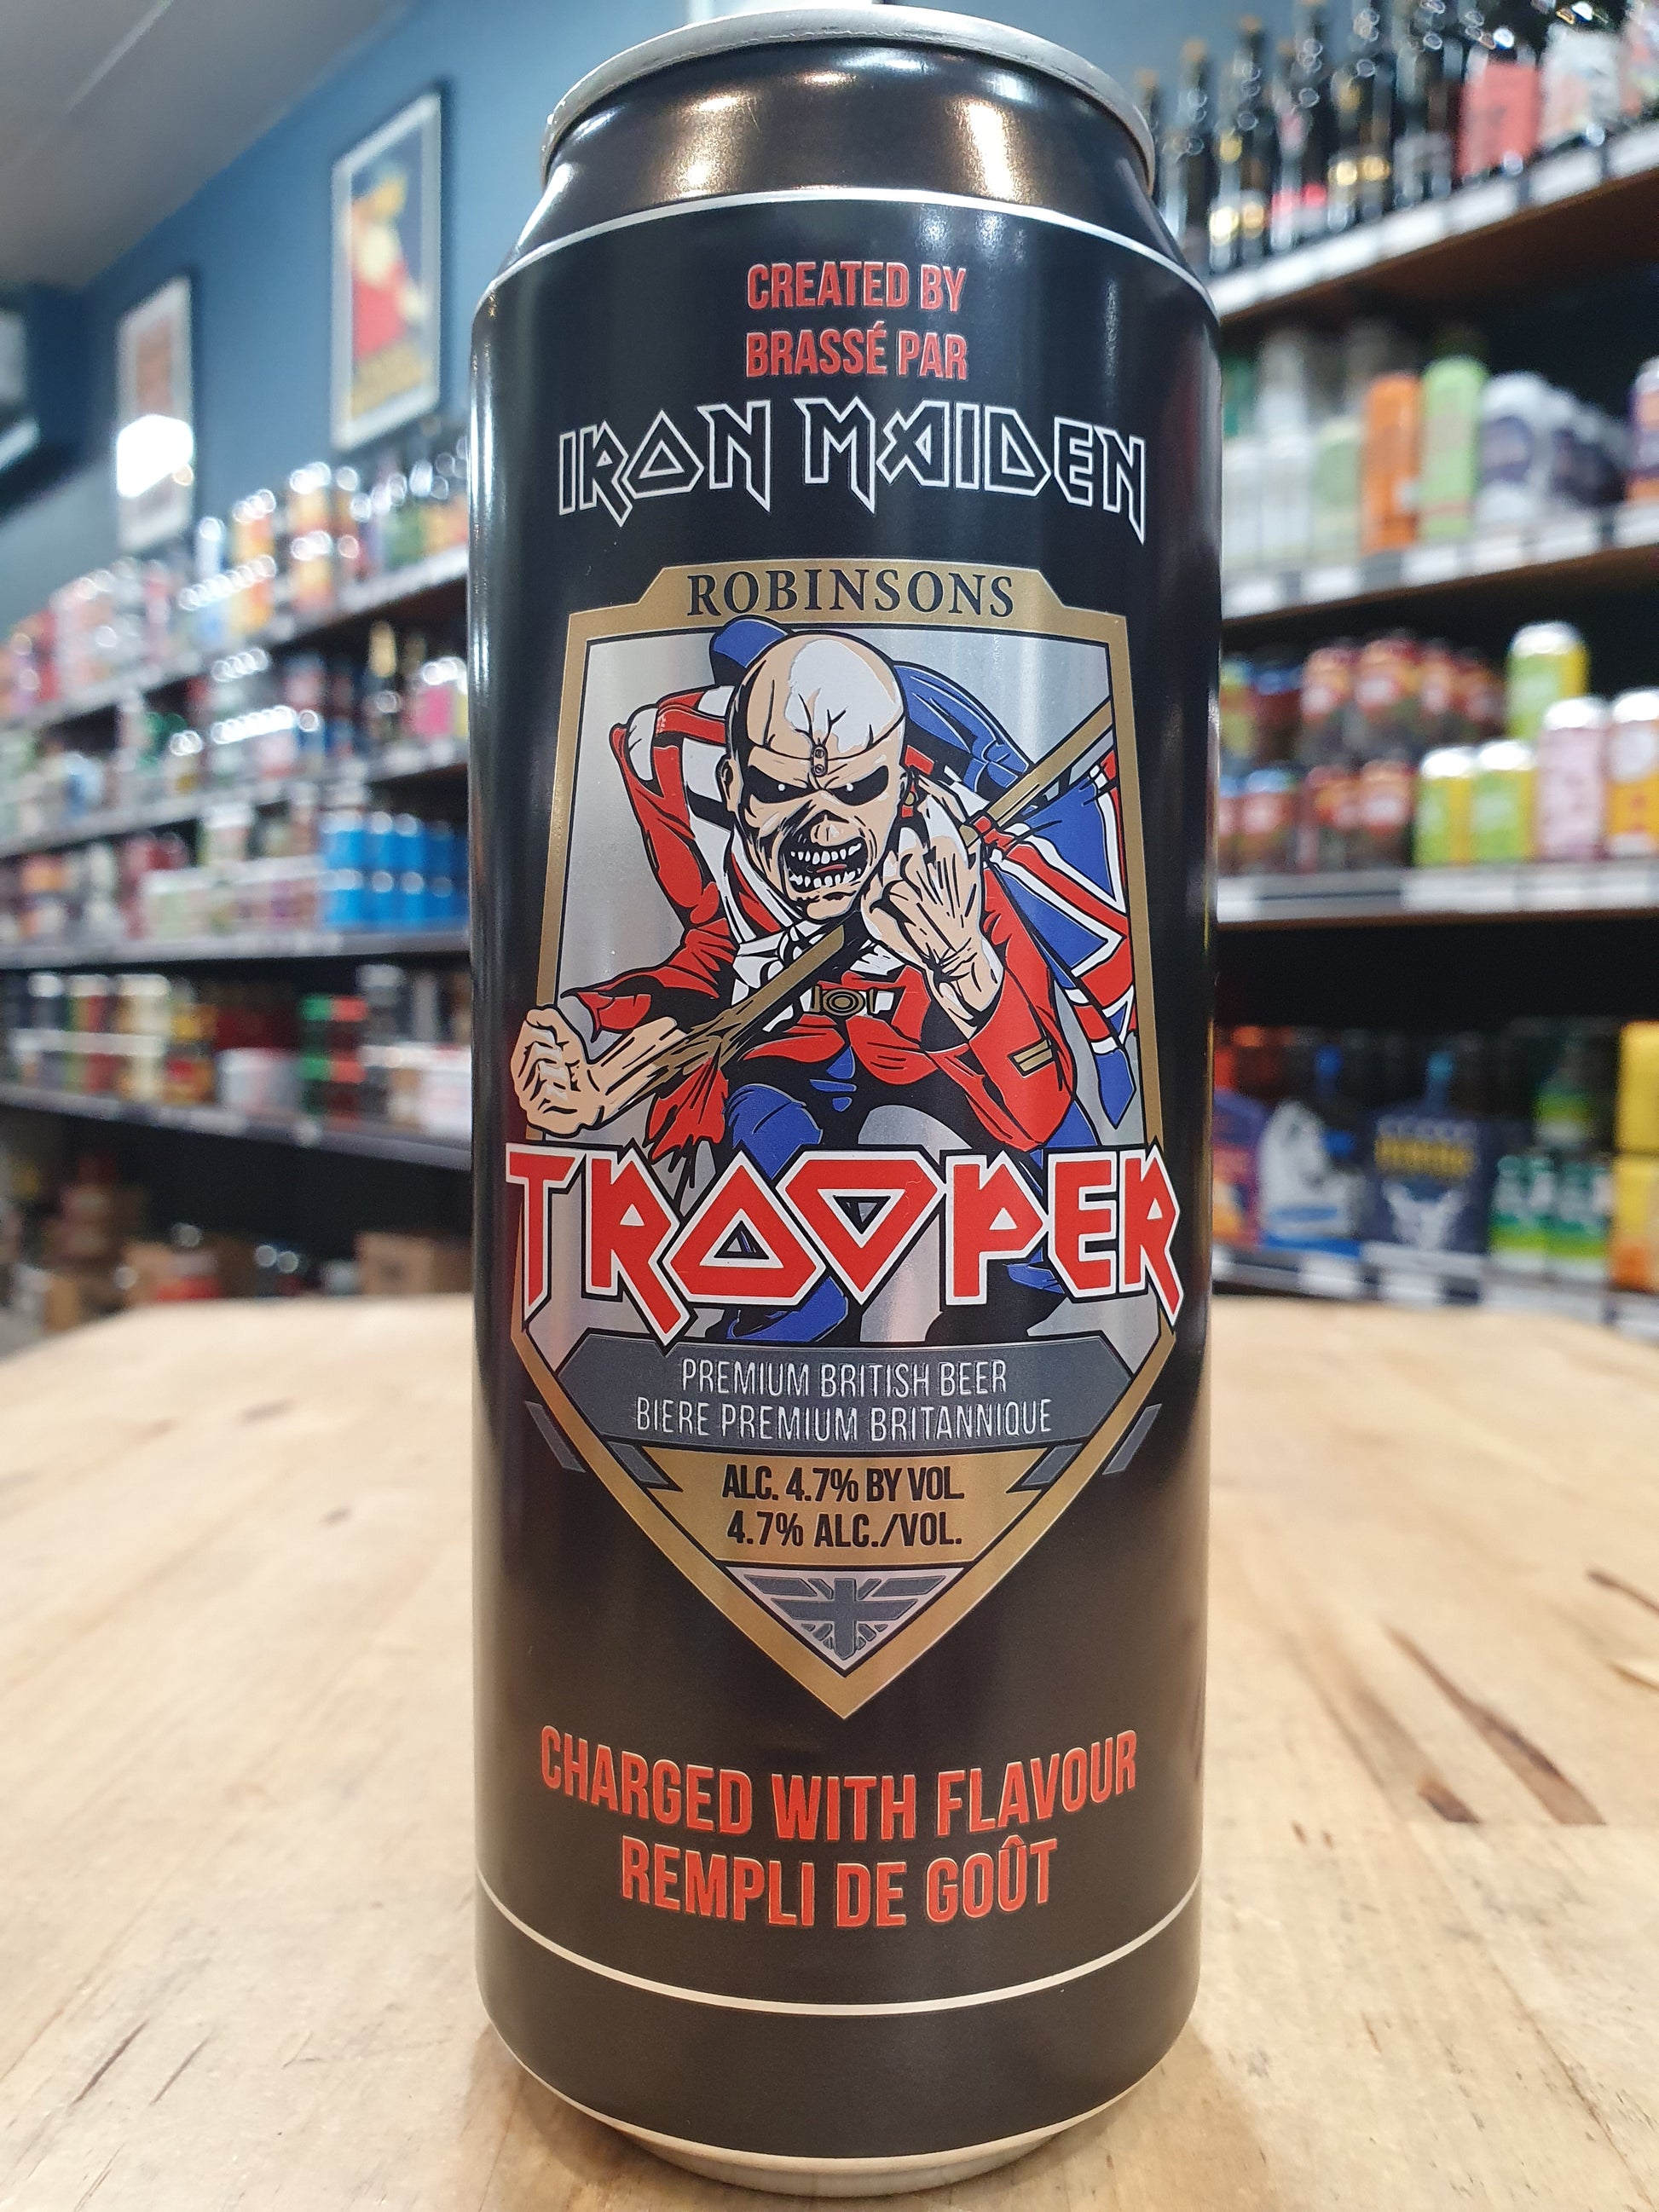 CREATED BY
BRASSÉ PAR
IRON MAIDEN
ROBINSONS
TROOPER
PREMIUM BRITISH BEER
BIERE PREMIUM BRITANNIQUE
ALC. 4.7% BY VOL.
4.7% ALC./VOL.
CHARGED WITH FLAVOUR
REMPLI DE GOÛT